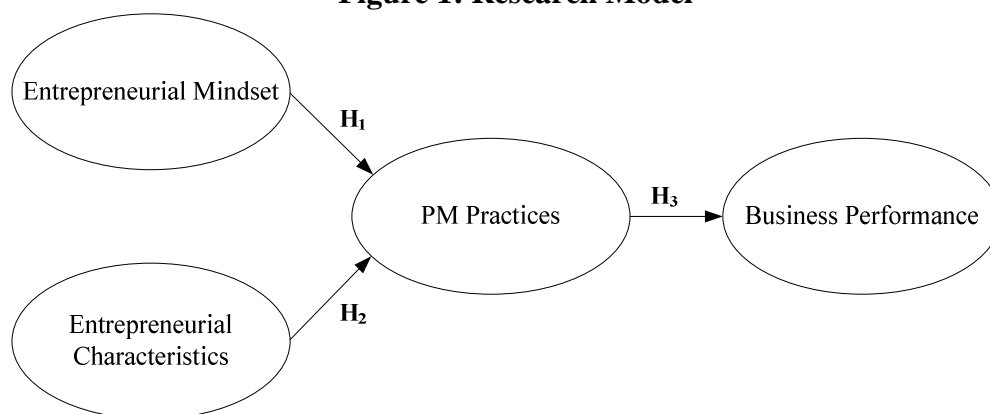 Figure 1: Research Model
Entrepreneurial Mindset
H₁
PM Practices
H₃
Business Performance
H₂
Entrepreneurial
Characteristics